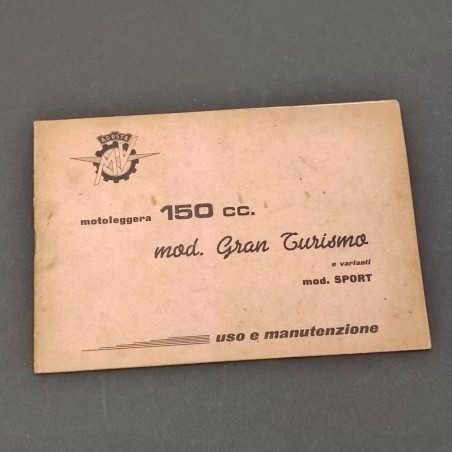 AGUSTA
MV
motoleggera 150 cc.
mod. Gran Turismo
e varianti
mod. SPORT
uso e manutenzione